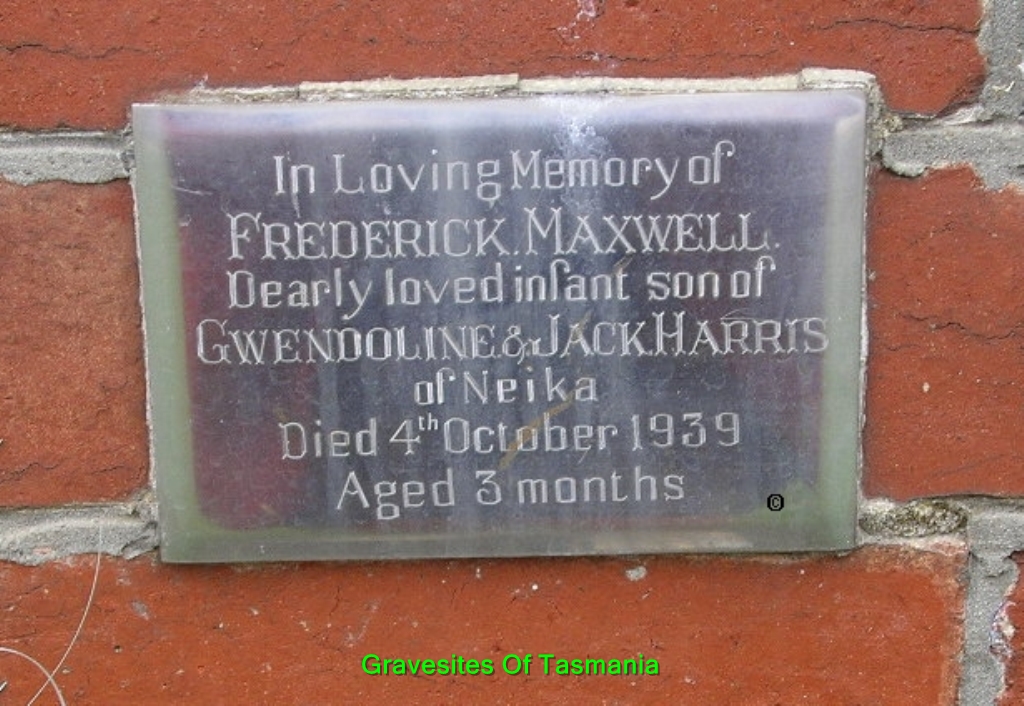 In Loving Memory of
FREDERICK. MAXWELL.
Dearly loved infant son of
GWENDOLINE & JACK HARRIS
of Neika
Died 4th October 1939
Aged 3 months
©
Gravesites Of Tasmania